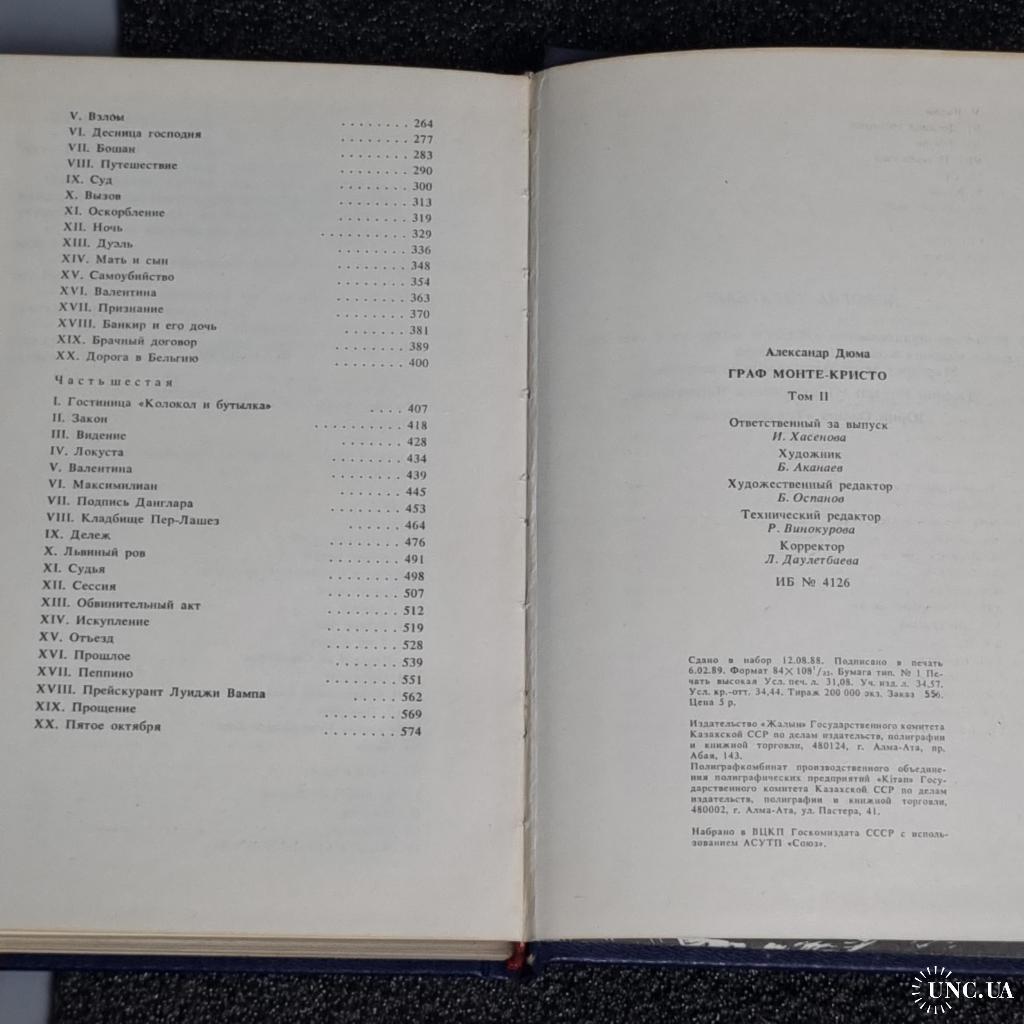 V. Взлом ........ 264
VI. Десница господня ........ 277
VII. Бошан ........ 283
VIII. Путешествие ........ 290
IX. Суд ........ 300
X. Вызов ........ 313
XI. Оскорбление ........ 319
XII. Ночь ........ 329
XIII. Дуэль ........ 336
XIV. Мать и сын ........ 348
XV. Самоубийство ........ 354
XVI. Валентина ........ 363
XVII. Признание ........ 370
XVIII. Банкир и его дочь ........ 381
XIX. Брачный договор ........ 389
XX. Дорога в Бельгию ........ 400
Часть шестая
I. Гостиница «Колокол и бутылка» .... 407
II. Закон ........ 418
III. Видение ........ 428
IV. Локуста ........ 434
V. Валентина ........ 439
VI. Максимилиан ........ 445
VII. Подпись Данглара ........ 453
VIII. Кладбище Пер-Лашез ........ 464
IX. Дележ ........ 476
X. Львиный ров ........ 491
XI. Судья ........ 498
XII. Сессия ........ 507
XIII. Обвинительный акт ........ 512
XIV. Искупление ........ 519
XV. Отъезд ........ 528
XVI. Прошлое ........ 539
XVII. Пеппино ........ 551
XVIII. Прейскурант Луиджи Вампа ..... 562
XIX. Прощение ........ 569
XX. Пятое октября ........ 574
Александр Дюма
ГРАФ МОНТЕ-КРИСТО
Том II
Ответственный за выпуск
И. Хасенова
Художник
Б. Аканаев
Художественный редактор
Б. Оспанов
Технический редактор
Р. Винокурова
Корректор
Л. Даулетбаева
ИБ № 4126
Сдано в набор 12.08.88. Подписано в печать
6.02.89. Формат 84×108¹/₃₂. Бумага тип. № 1 Пе-
чать высокая Усл. печ. л. 31,08. Уч. изд. л. 34,57.
Усл. кр.-отт. 34,44. Тираж 200 000 экз. Заказ 556.
Цена 5 р.
Издательство «Жалын» Государственного комитета
Казахской ССР по делам издательств, полиграфии
и книжной торговли, 480124, г. Алма-Ата, пр.
Абая, 143.
Полиграфкомбинат производственного объедине-
ния полиграфических предприятий «Кітап» Госу-
дарственного комитета Казахской ССР по делам
издательств, полиграфии и книжной торговли,
480002, г. Алма-Ата, ул. Пастера, 41.
Набрано в ВЦКП Госкомиздата СССР с исполь-
зованием АСУТП «Союз».
UNC.UA